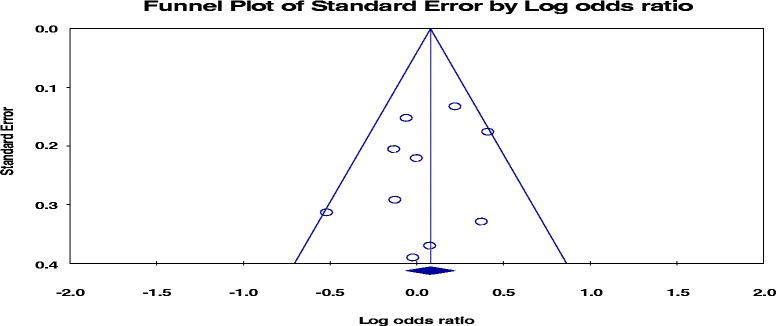 Funnel Plot of Standard Error by Log odds ratio
0.0
0.1
0.2
0.3
0.4
Standard Error
-2.0 -1.5 -1.0 -0.5 0.0 0.5 1.0 1.5 2.0
Log odds ratio